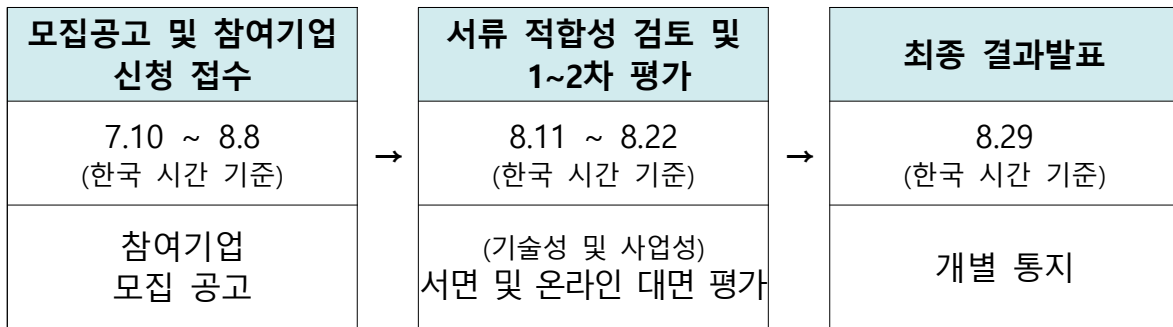 모집공고 및 참여기업
신청 접수
7.10 ~ 8.8
(한국 시간 기준)
참여기업
모집 공고
→
서류 적합성 검토 및
1~2차 평가
8.11 ~ 8.22
(한국 시간 기준)
(기술성 및 사업성)
서면 및 온라인 대면 평가
→
최종 결과발표
8.29
(한국 시간 기준)
개별 통지